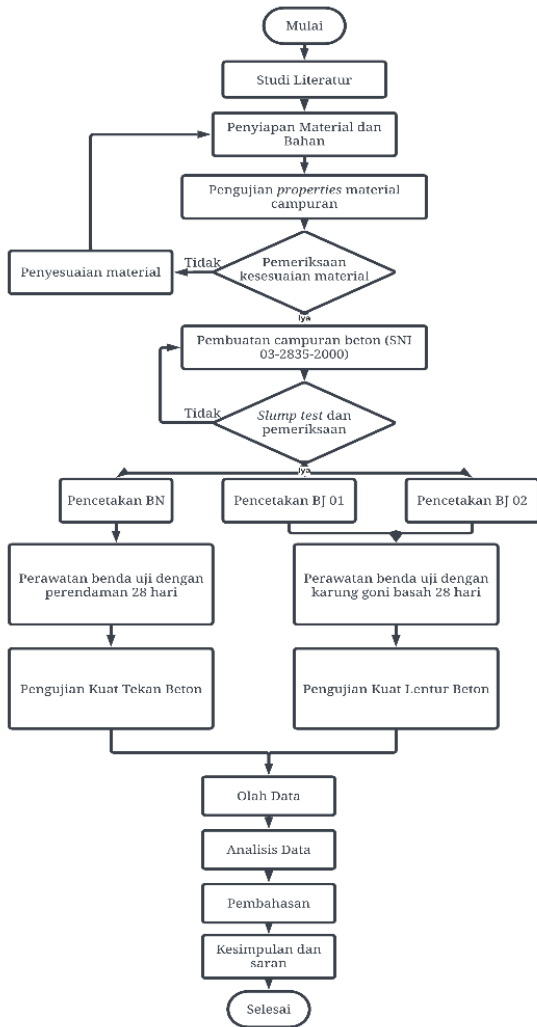 Mulai
Studi Literatur
Penyiapan Material dan
Bahan
Pengujian properties material
campuran
Pemeriksaan
kesesuaian material
Tidak
Penyesuaian material
Iya
Pembuatan campuran beton (SNI
03-2835-2000)
Slump test dan
pemeriksaan
Tidak
Iya
Pencetakan BN
Pencetakan BJ 01
Pencetakan BJ 02
Perawatan benda uji dengan
perendaman 28 hari
Perawatan benda uji dengan
karung goni basah 28 hari
Pengujian Kuat Tekan Beton
Pengujian Kuat Lentur Beton
Olah Data
Analisis Data
Pembahasan
Kesimpulan dan
saran
Selesai